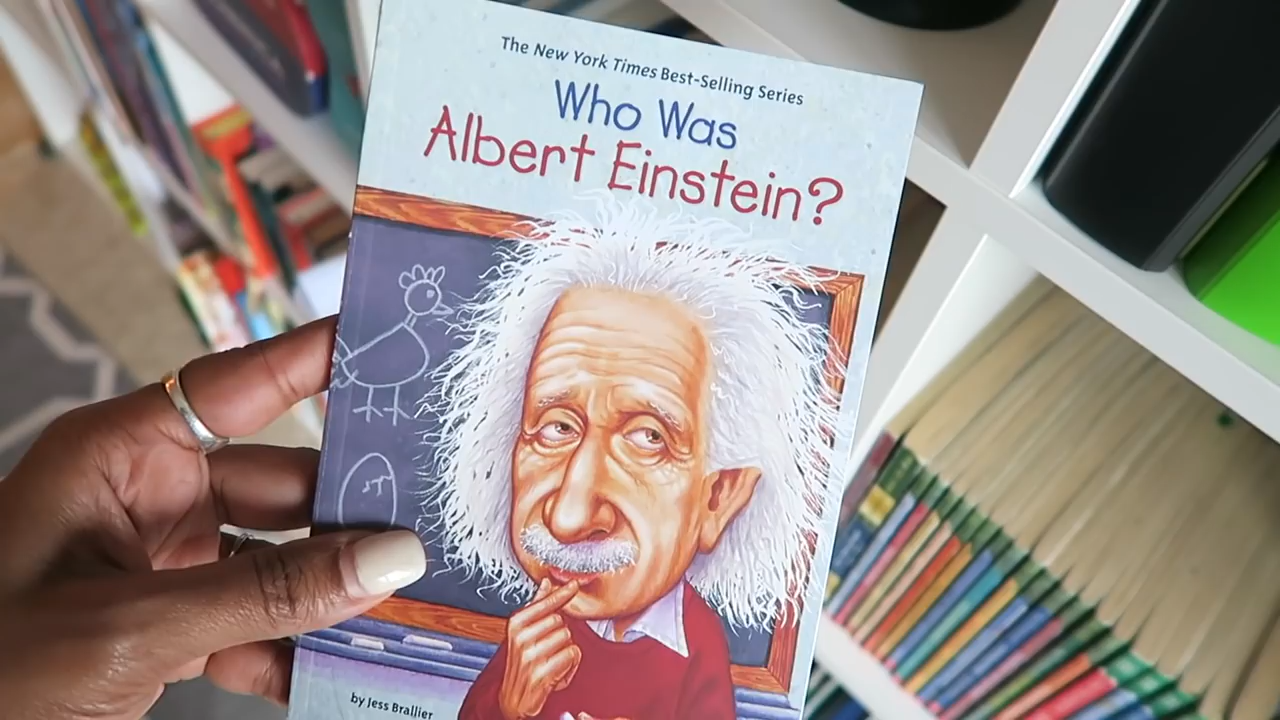 The New York Times Best-Selling Series
Who Was
Albert Einstein?
by Jess Brallier